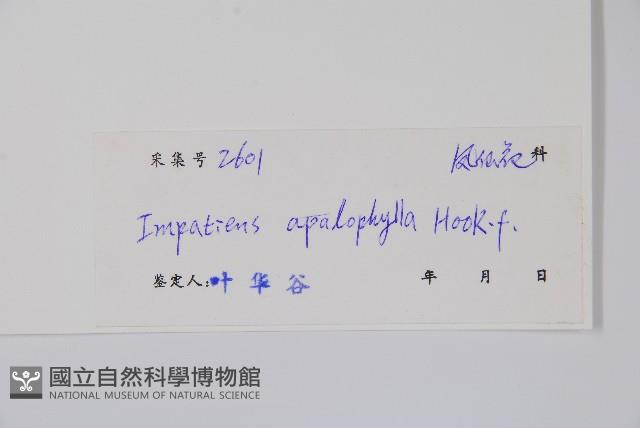 采集号 2601 凤仙花科
Impatiens apalophylla Hook.f.
鉴定人:叶华谷 年 月 日
國立自然科學博物館
NATIONAL MUSEUM OF NATURAL SCIENCE